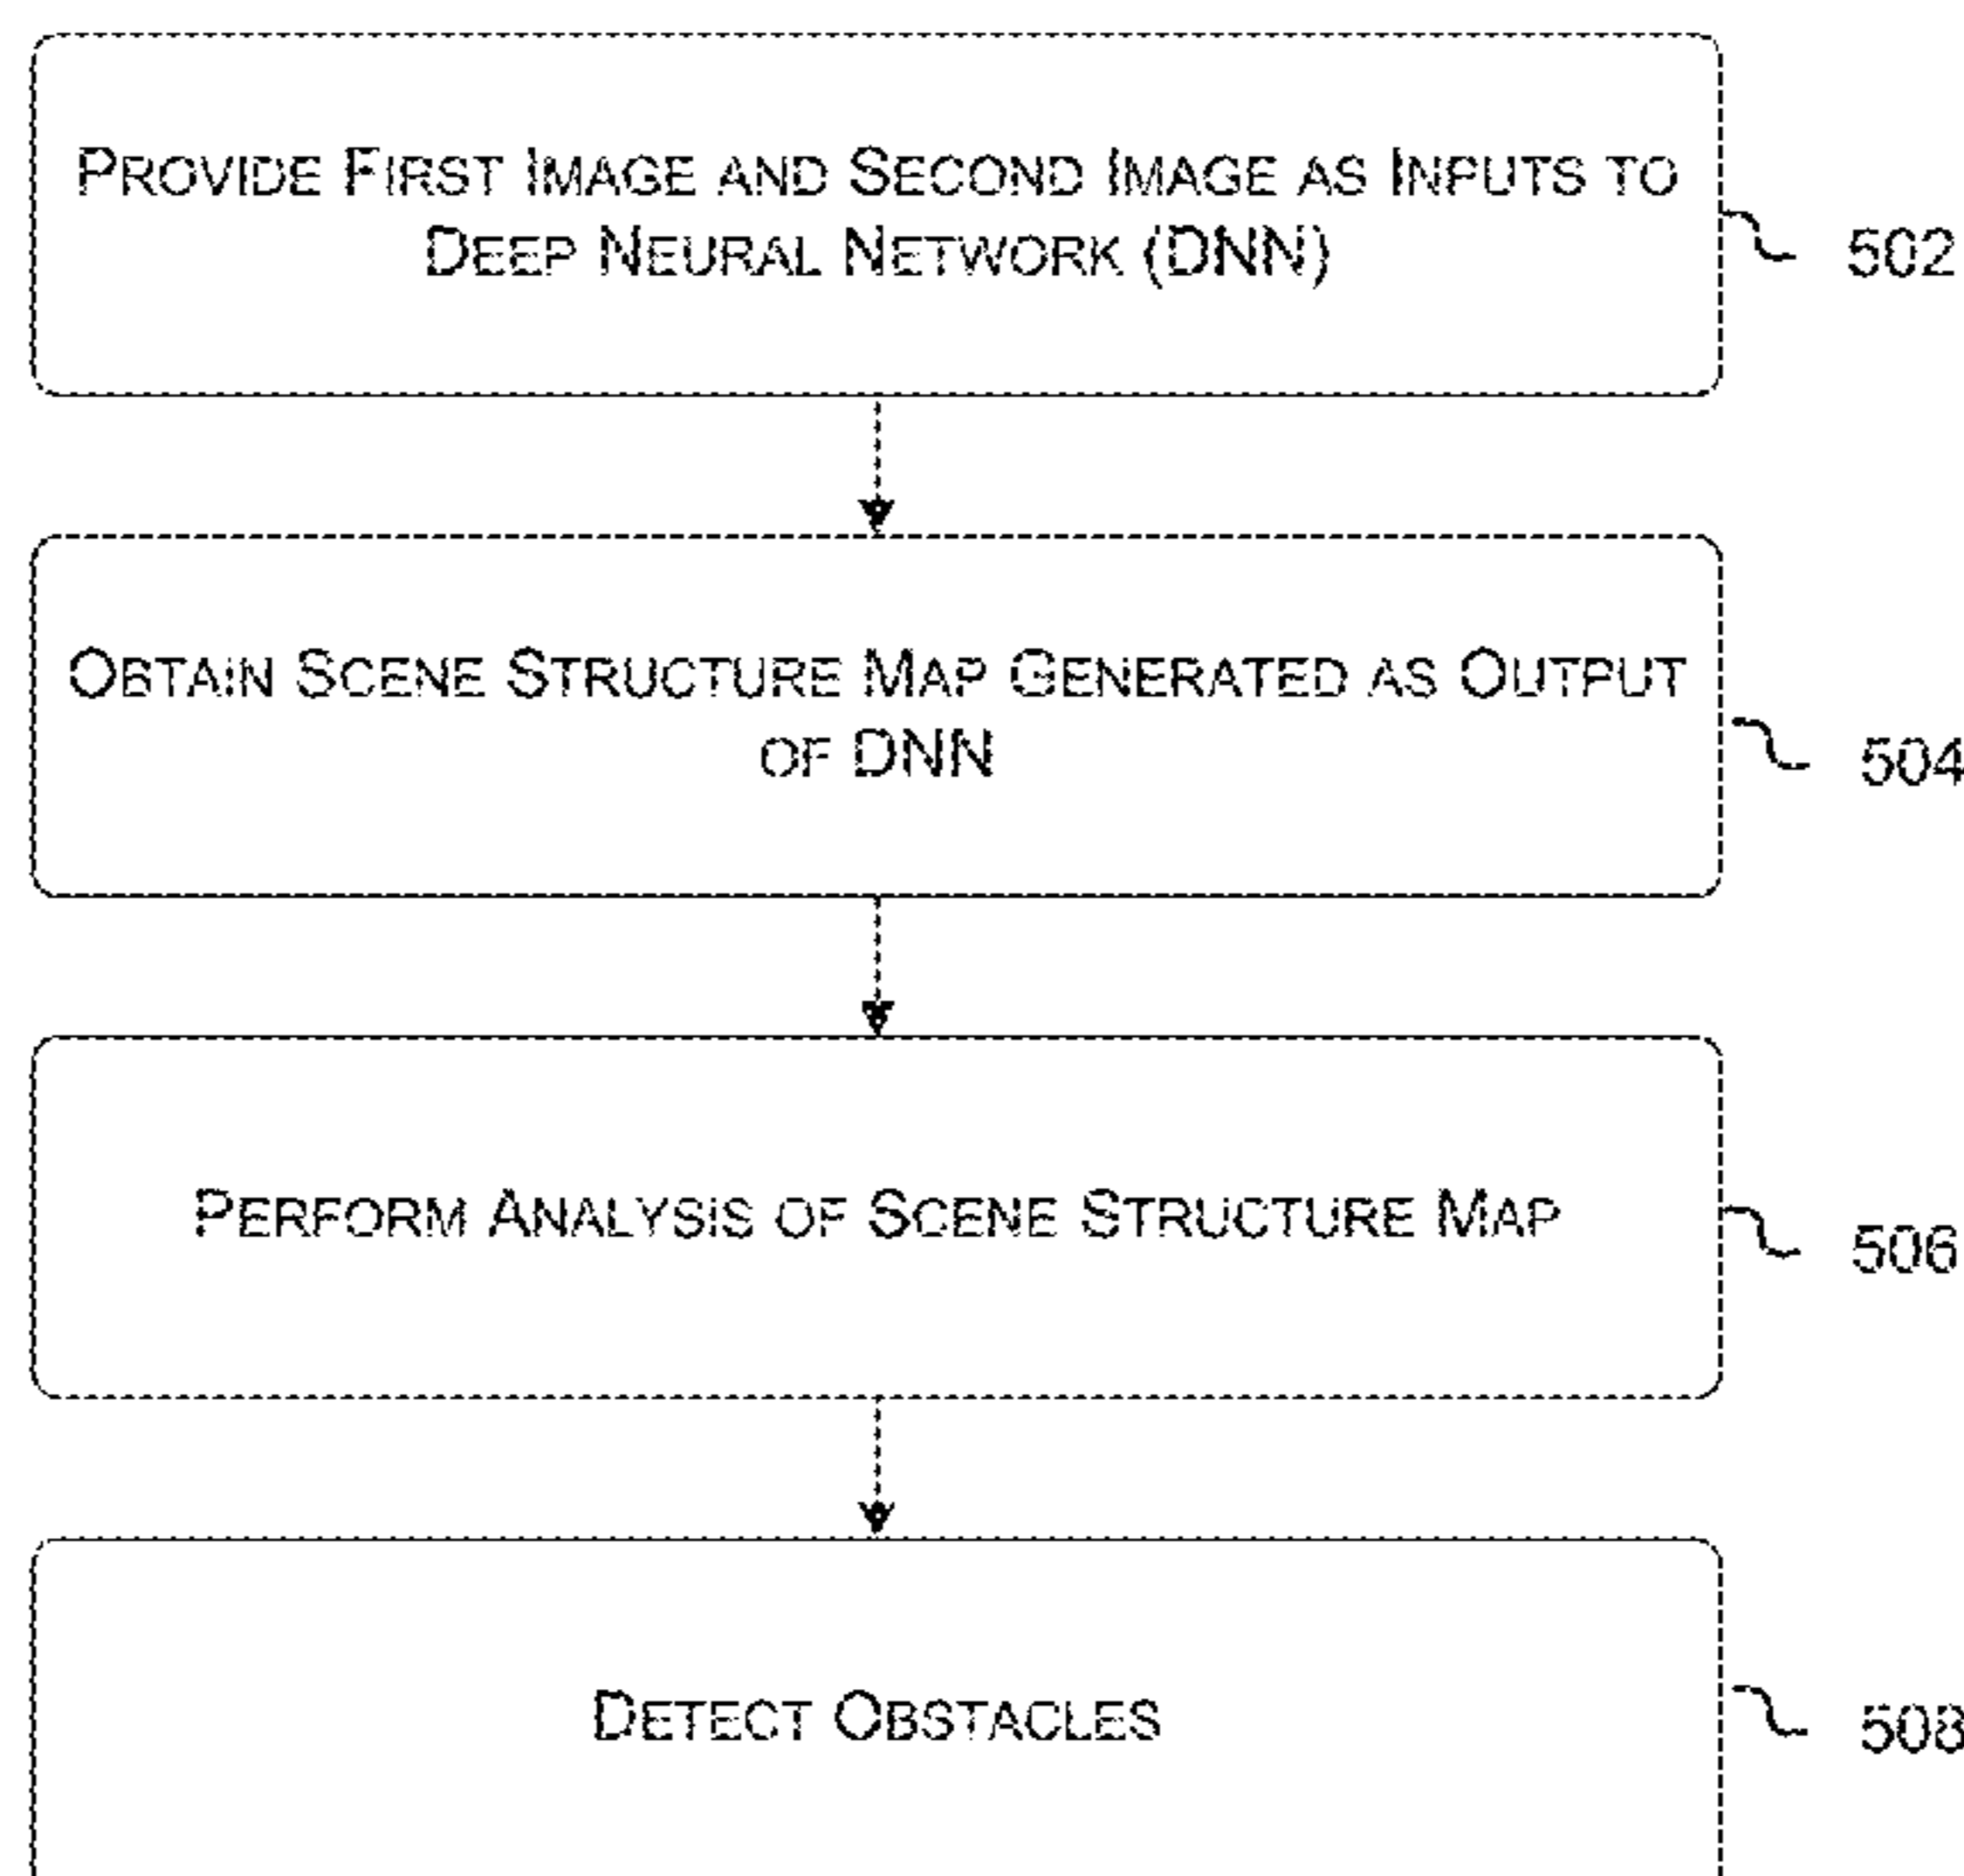 PROVIDE FIRST IMAGE AND SECOND IMAGE AS INPUTS TO
DEEP NEURAL NETWORK (DNN)
502
OBTAIN SCENE STRUCTURE MAP GENERATED AS OUTPUT
OF DNN
504
PERFORM ANALYSIS OF SCENE STRUCTURE MAP
506
DETECT OBSTACLES
508